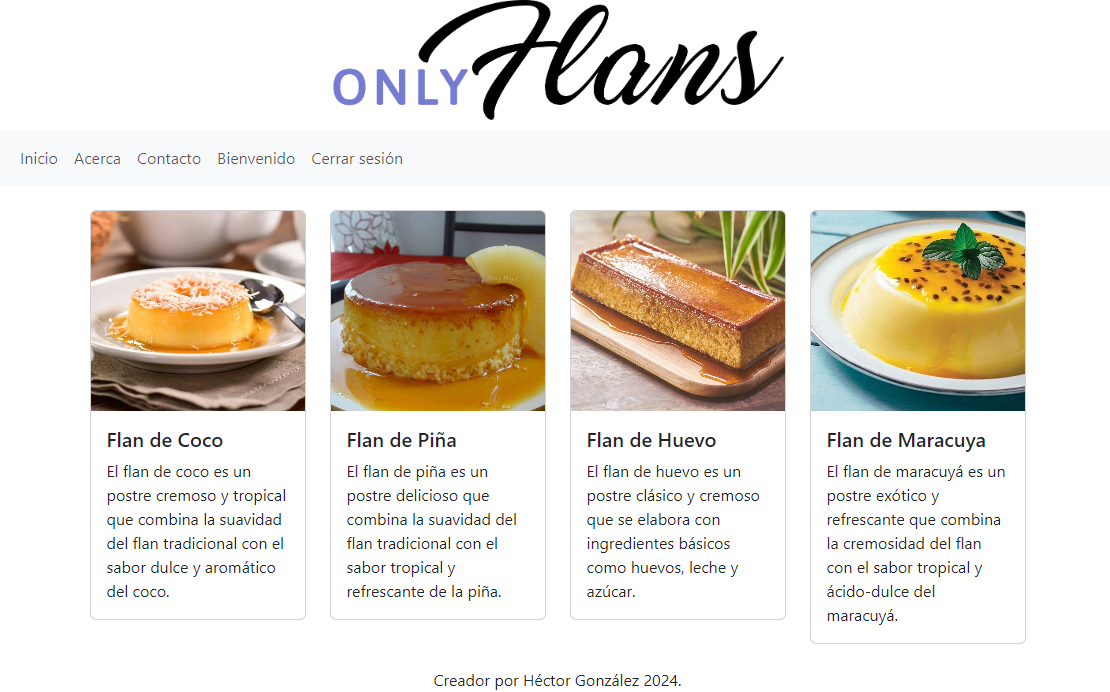 ONLY Flans
Inicio Acerca Contacto Bienvenido Cerrar sesión
Flan de Coco
El flan de coco es un
postre cremoso y tropical
que combina la suavidad
del flan tradicional con el
sabor dulce y aromático
del coco.
Flan de Piña
El flan de piña es un
postre delicioso que
combina la suavidad del
flan tradicional con el
sabor tropical y
refrescante de la piña.
Flan de Huevo
El flan de huevo es un
postre clásico y cremoso
que se elabora con
ingredientes básicos
como huevos, leche y
azúcar.
Flan de Maracuya
El flan de maracuyá es un
postre exótico y
refrescante que combina
la cremosidad del flan
con el sabor tropical y
ácido-dulce del
maracuyá.
Creador por Héctor González 2024.